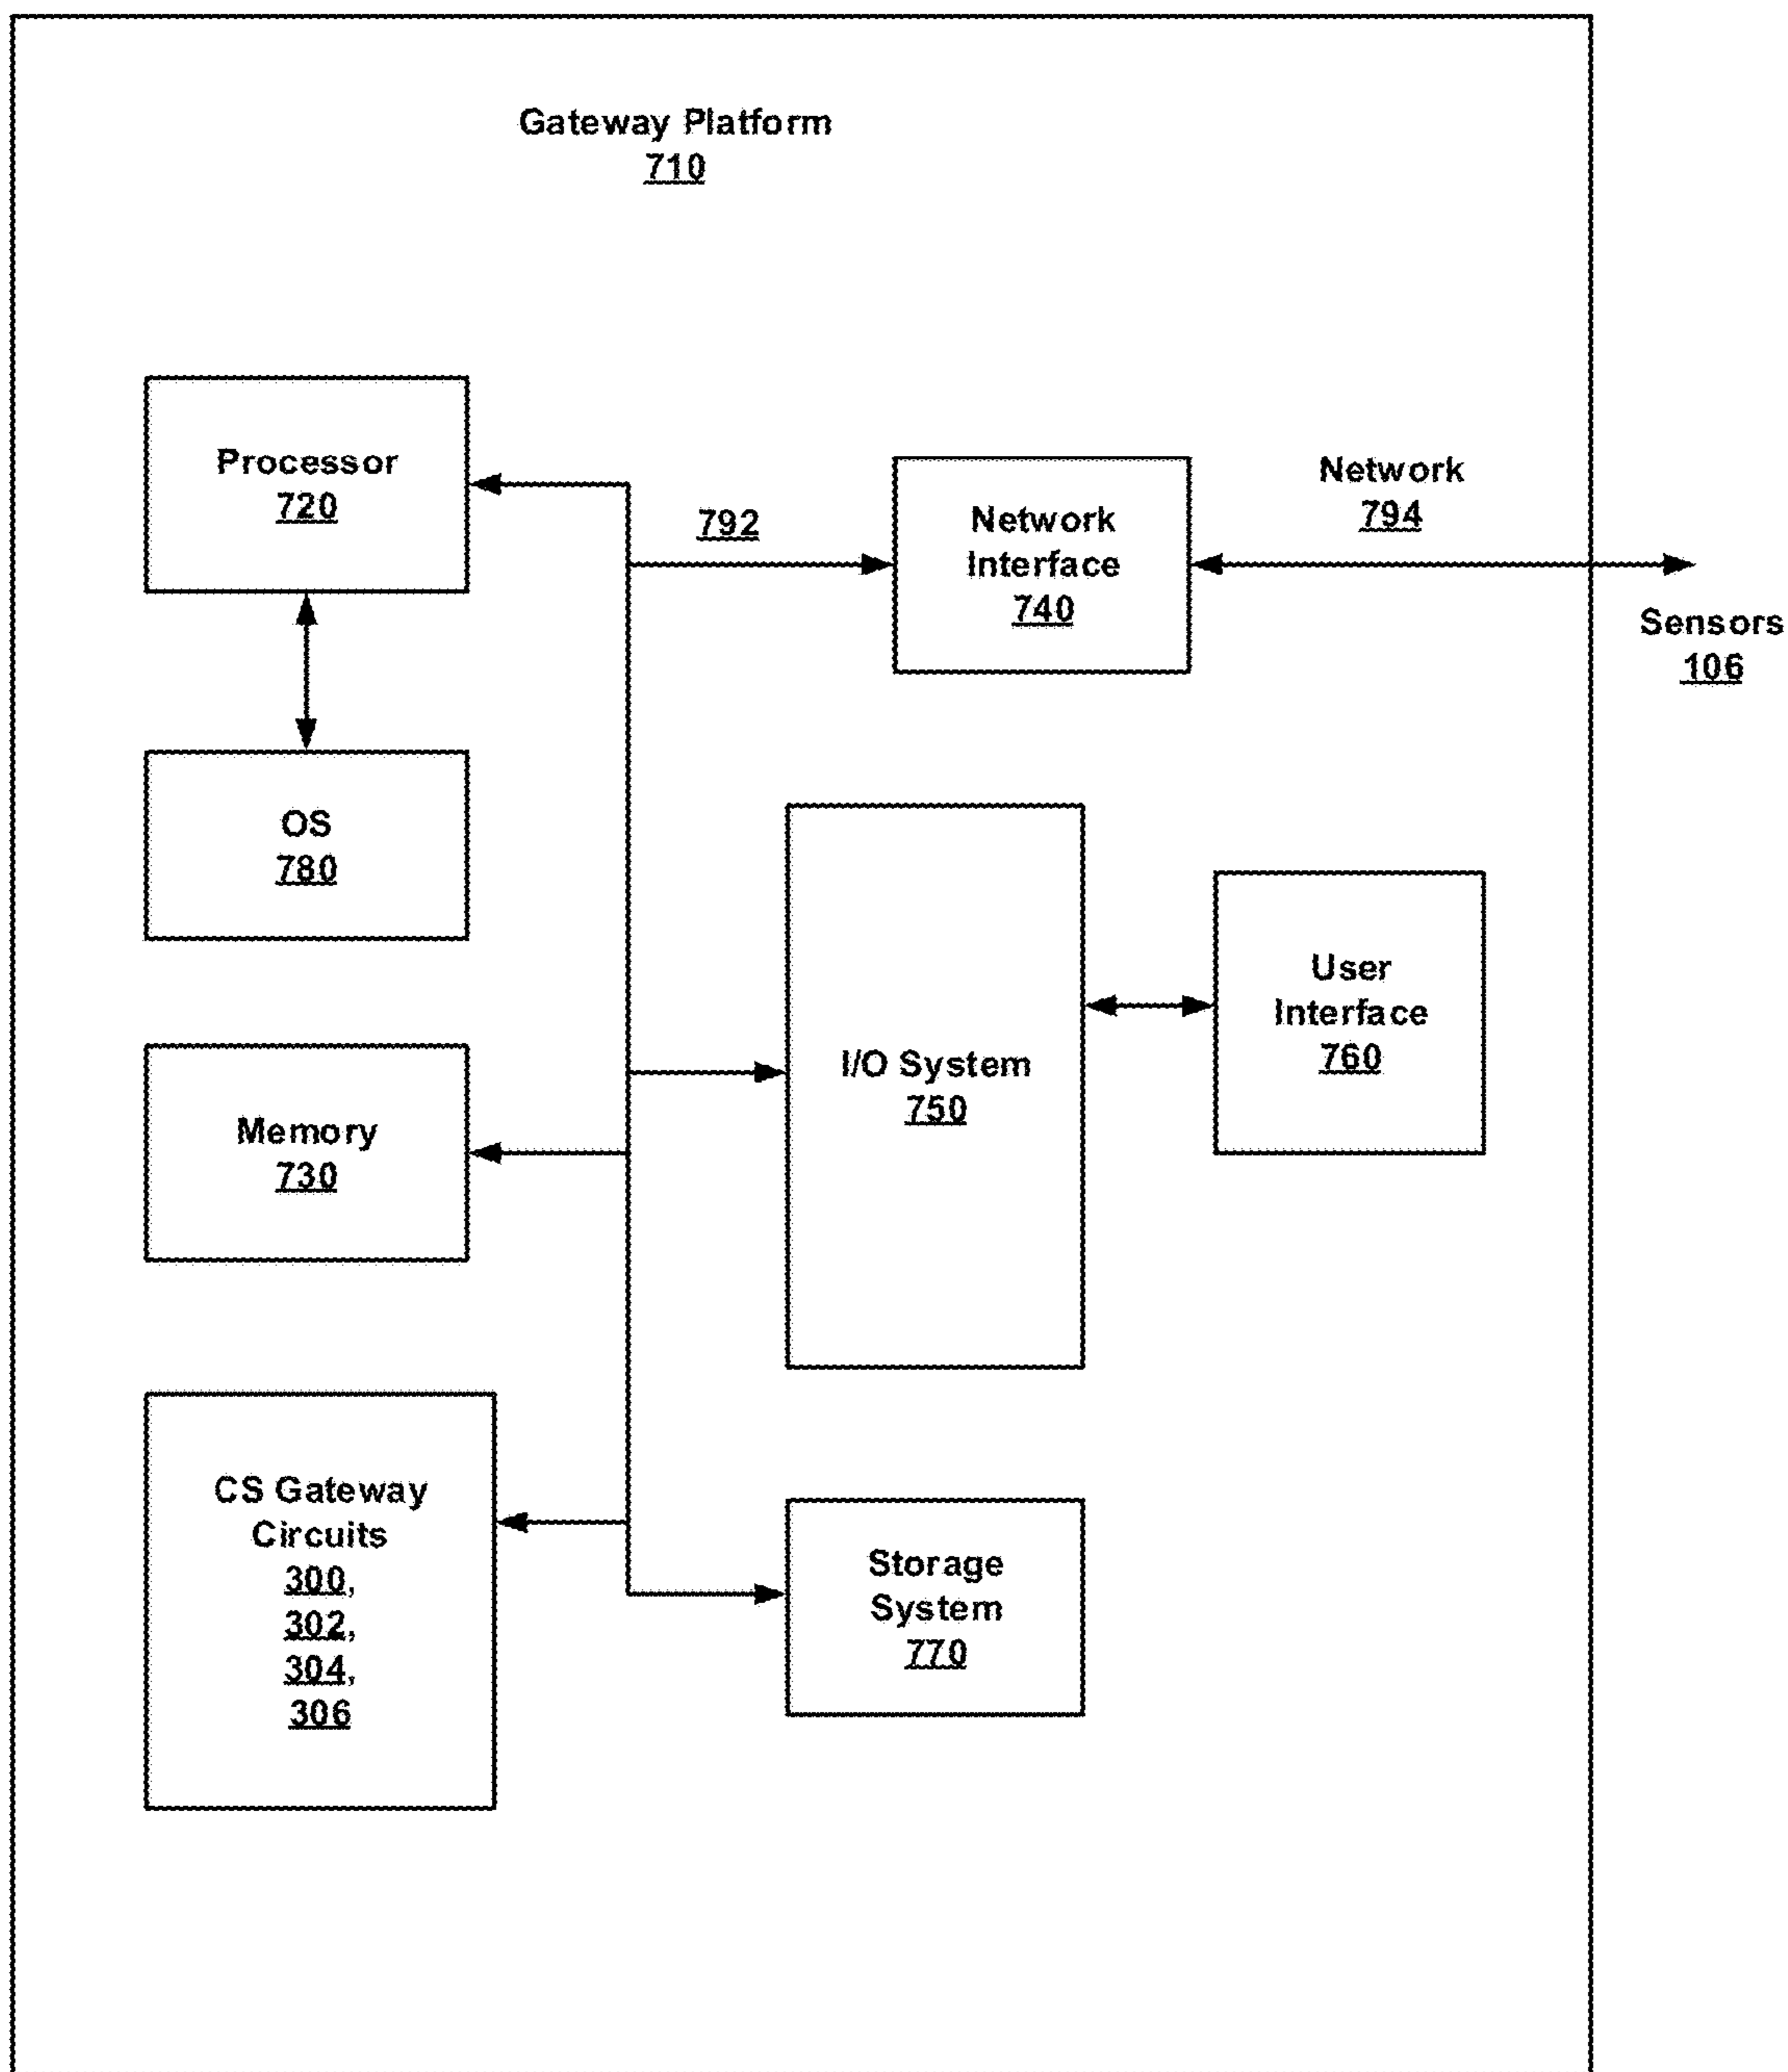 Gateway Platform
710
Processor
720
792
Network
Interface
740
Network
794
Sensors
106
OS
780
I/O System
750
User
Interface
760
Memory
730
CS Gateway
Circuits
300,
302,
304,
306
Storage
System
770